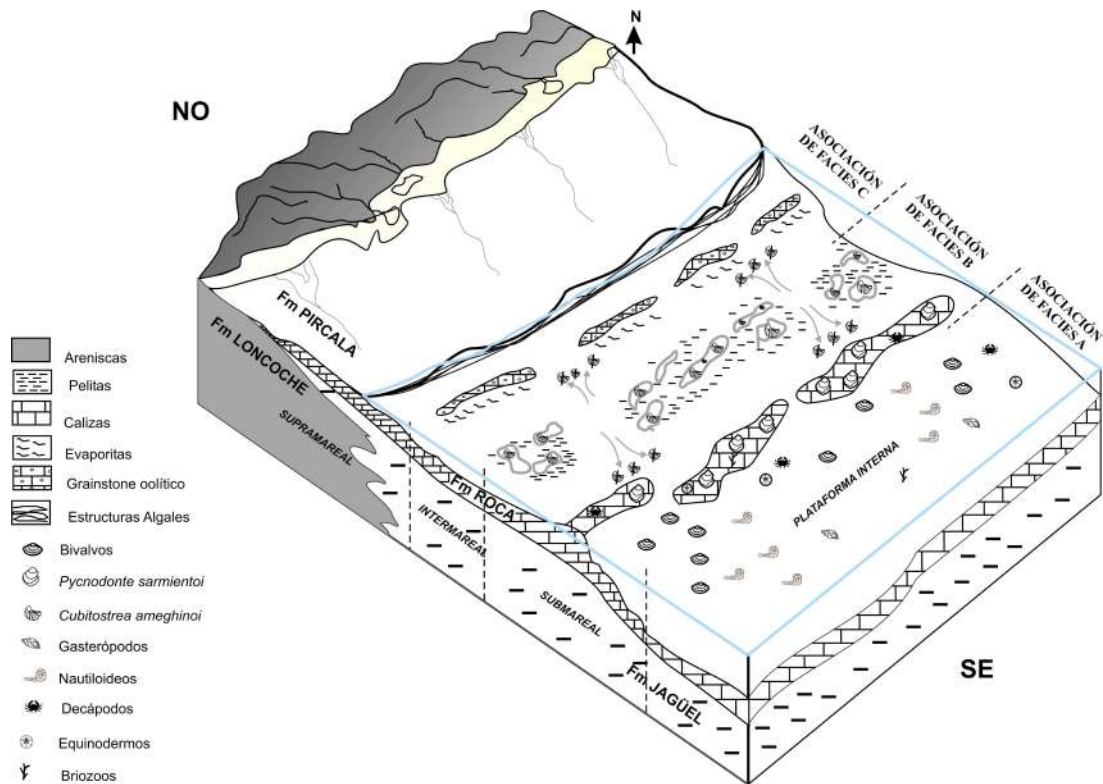 N
NO
ASOCIACIÓN
DE FACIES C
ASOCIACIÓN
DE FACIES B
ASOCIACIÓN
DE FACIES A
Fm PIRCALA
Fm LONCOCHE
SUPRAMAREAL
Fm ROCA
INTERMAREAL
SUBMAREAL
Fm JAGÜEL
PLATAFORMA INTERNA
SE
Areniscas
Pelitas
Calizas
Evaporitas
Grainstone oolítico
Estructuras Algales
Bivalvos
Pycnodonte sarmientoi
Cubitostrea ameghinoi
Gasterópodos
Nautiloideos
Decápodos
Equinodermos
Briozoos